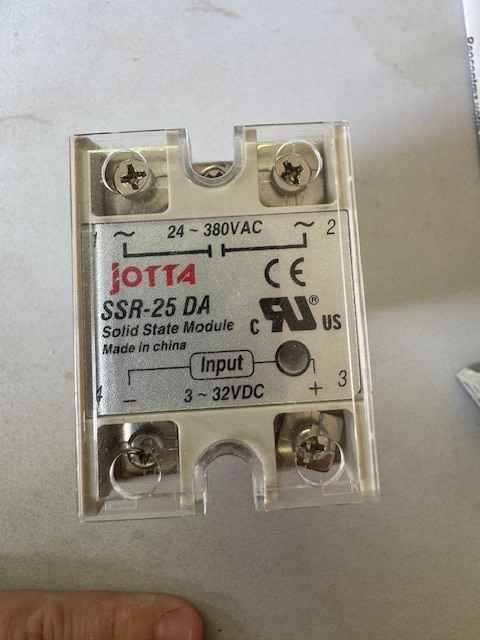 24 ~ 380VAC
1 ~ ~ 2
JOTTA
CE
SSR-25 DA
Solid State Module
Made in china
C RU ® US
Input
4 − + 3
3 ~ 32VDC